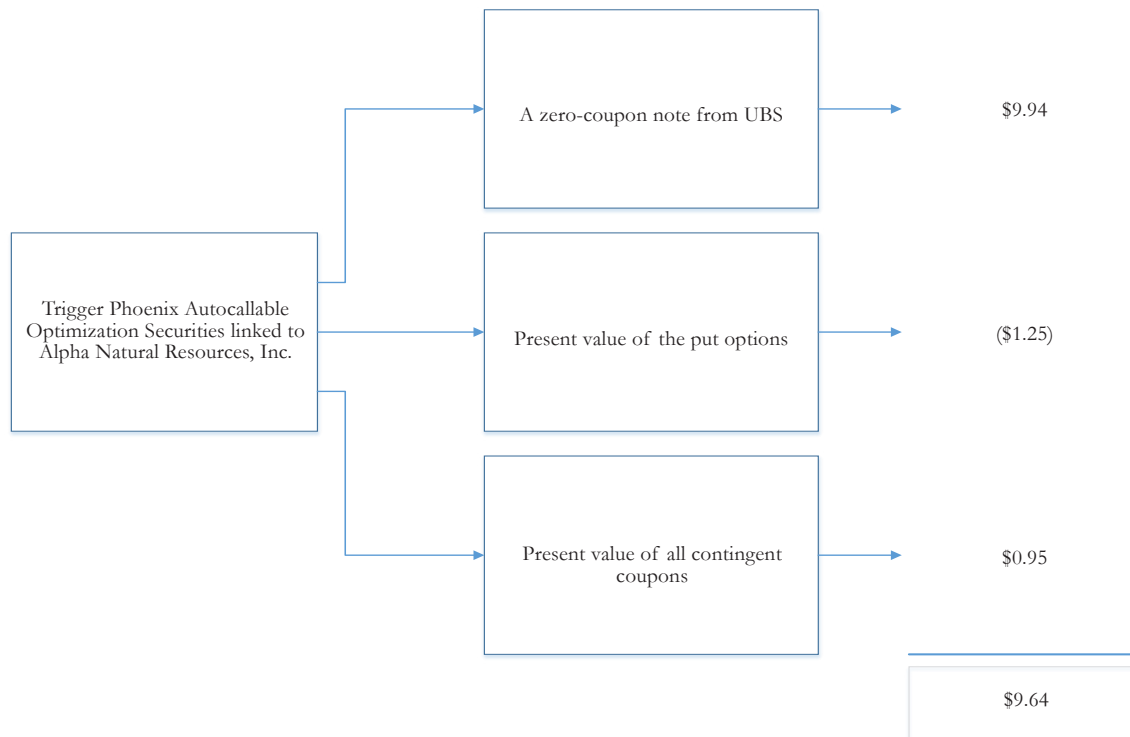 A zero-coupon note from UBS
$9.94
Trigger Phoenix Autocallable
Optimization Securities linked to
Alpha Natural Resources, Inc.
Present value of the put options
($1.25)
Present value of all contingent
coupons
$0.95
$9.64